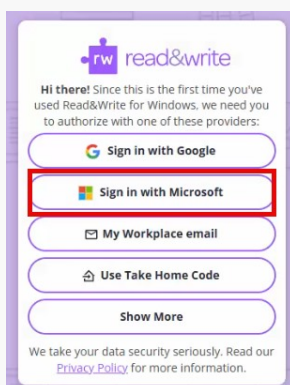 rw read&write
Hi there! Since this is the first time you've
used Read&Write for Windows, we need you
to authorize with one of these providers:
Sign in with Google
Sign in with Microsoft
My Workplace email
Use Take Home Code
Show More
We take your data security seriously. Read our
Privacy Policy for more information.